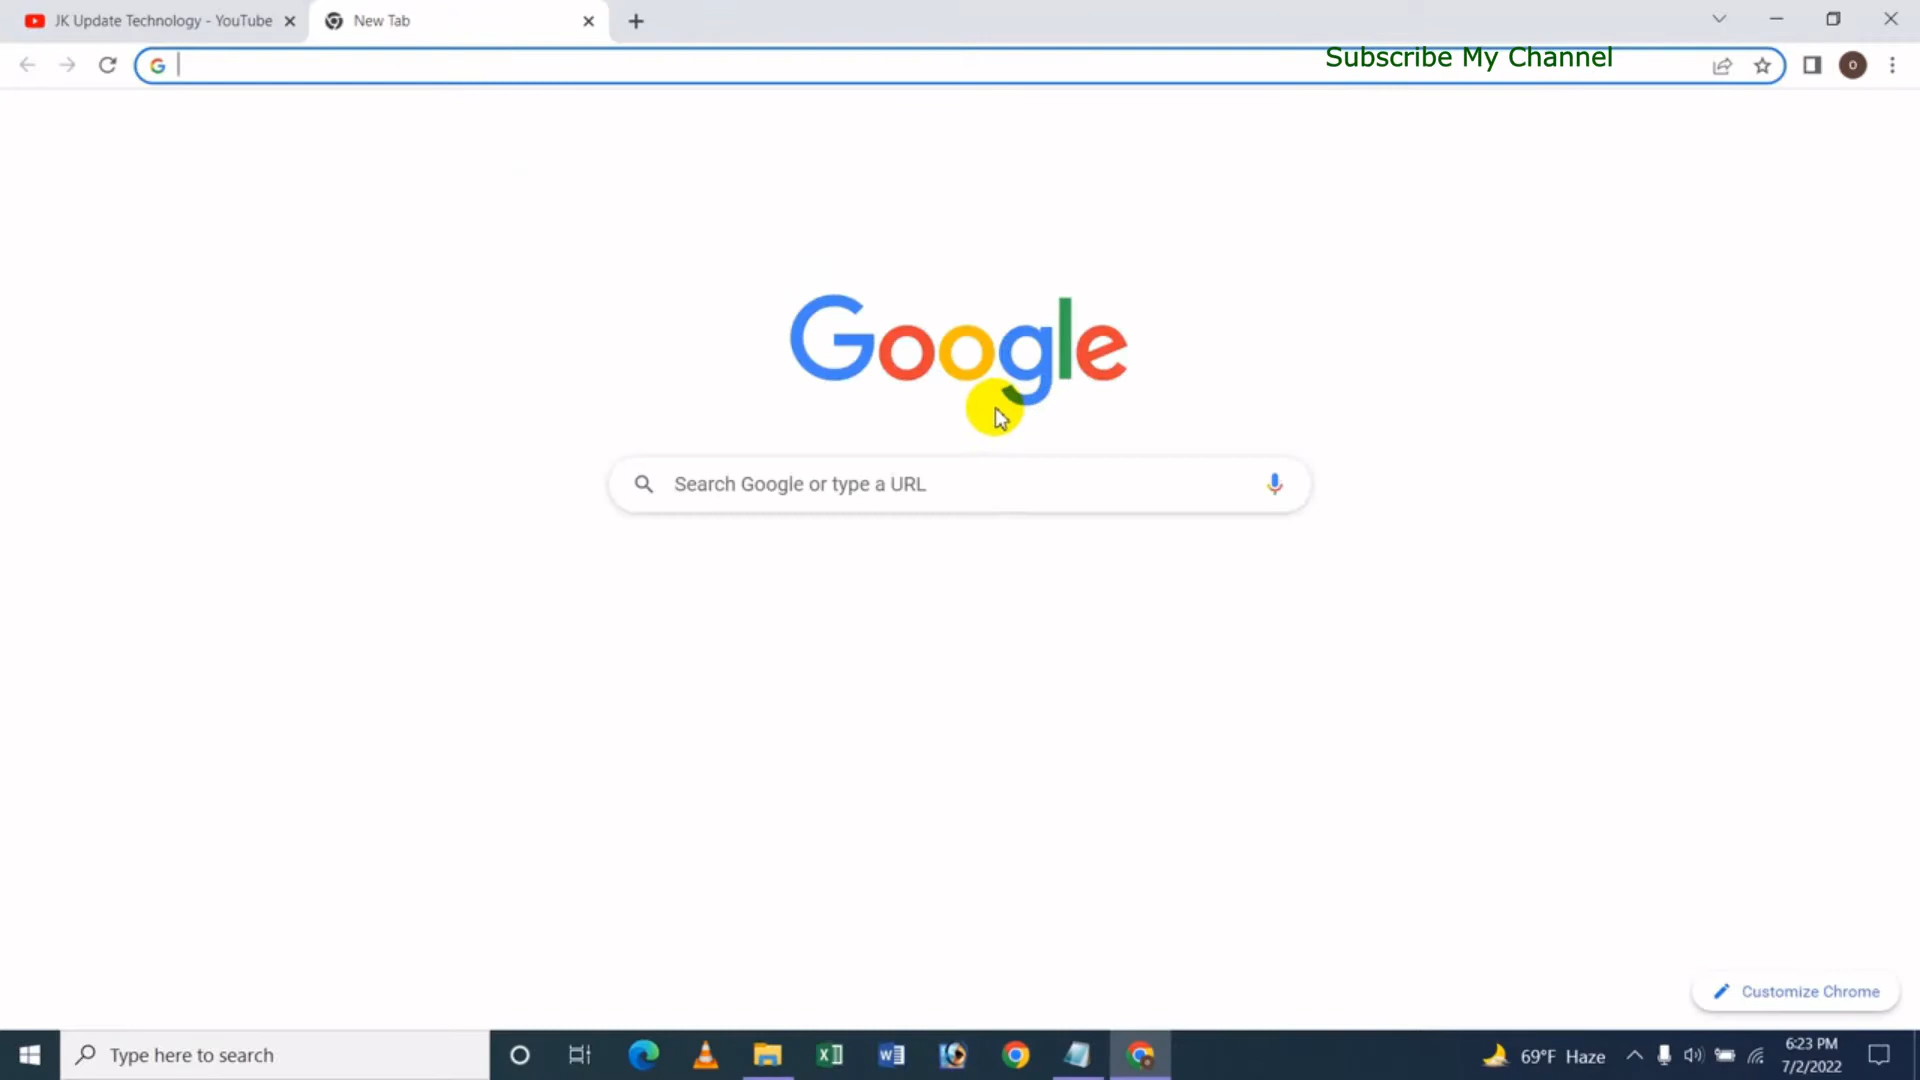 JK Update Technology - YouTube
New Tab
Subscribe My Channel
O
Google
Search Google or type a URL
Customize Chrome
Type here to search
69°F Haze
6:23 PM
7/2/2022